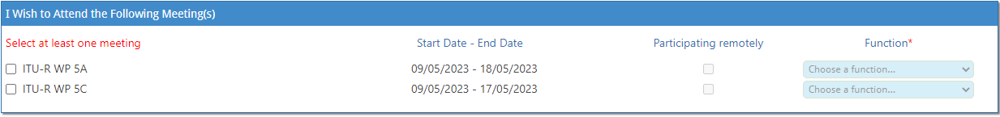 I Wish to Attend the Following Meeting(s)
Select at least one meeting Start Date - End Date Participating remotely Function*
ITU-R WP 5A 09/05/2023 - 18/05/2023 Choose a function...
ITU-R WP 5C 09/05/2023 - 17/05/2023 Choose a function...